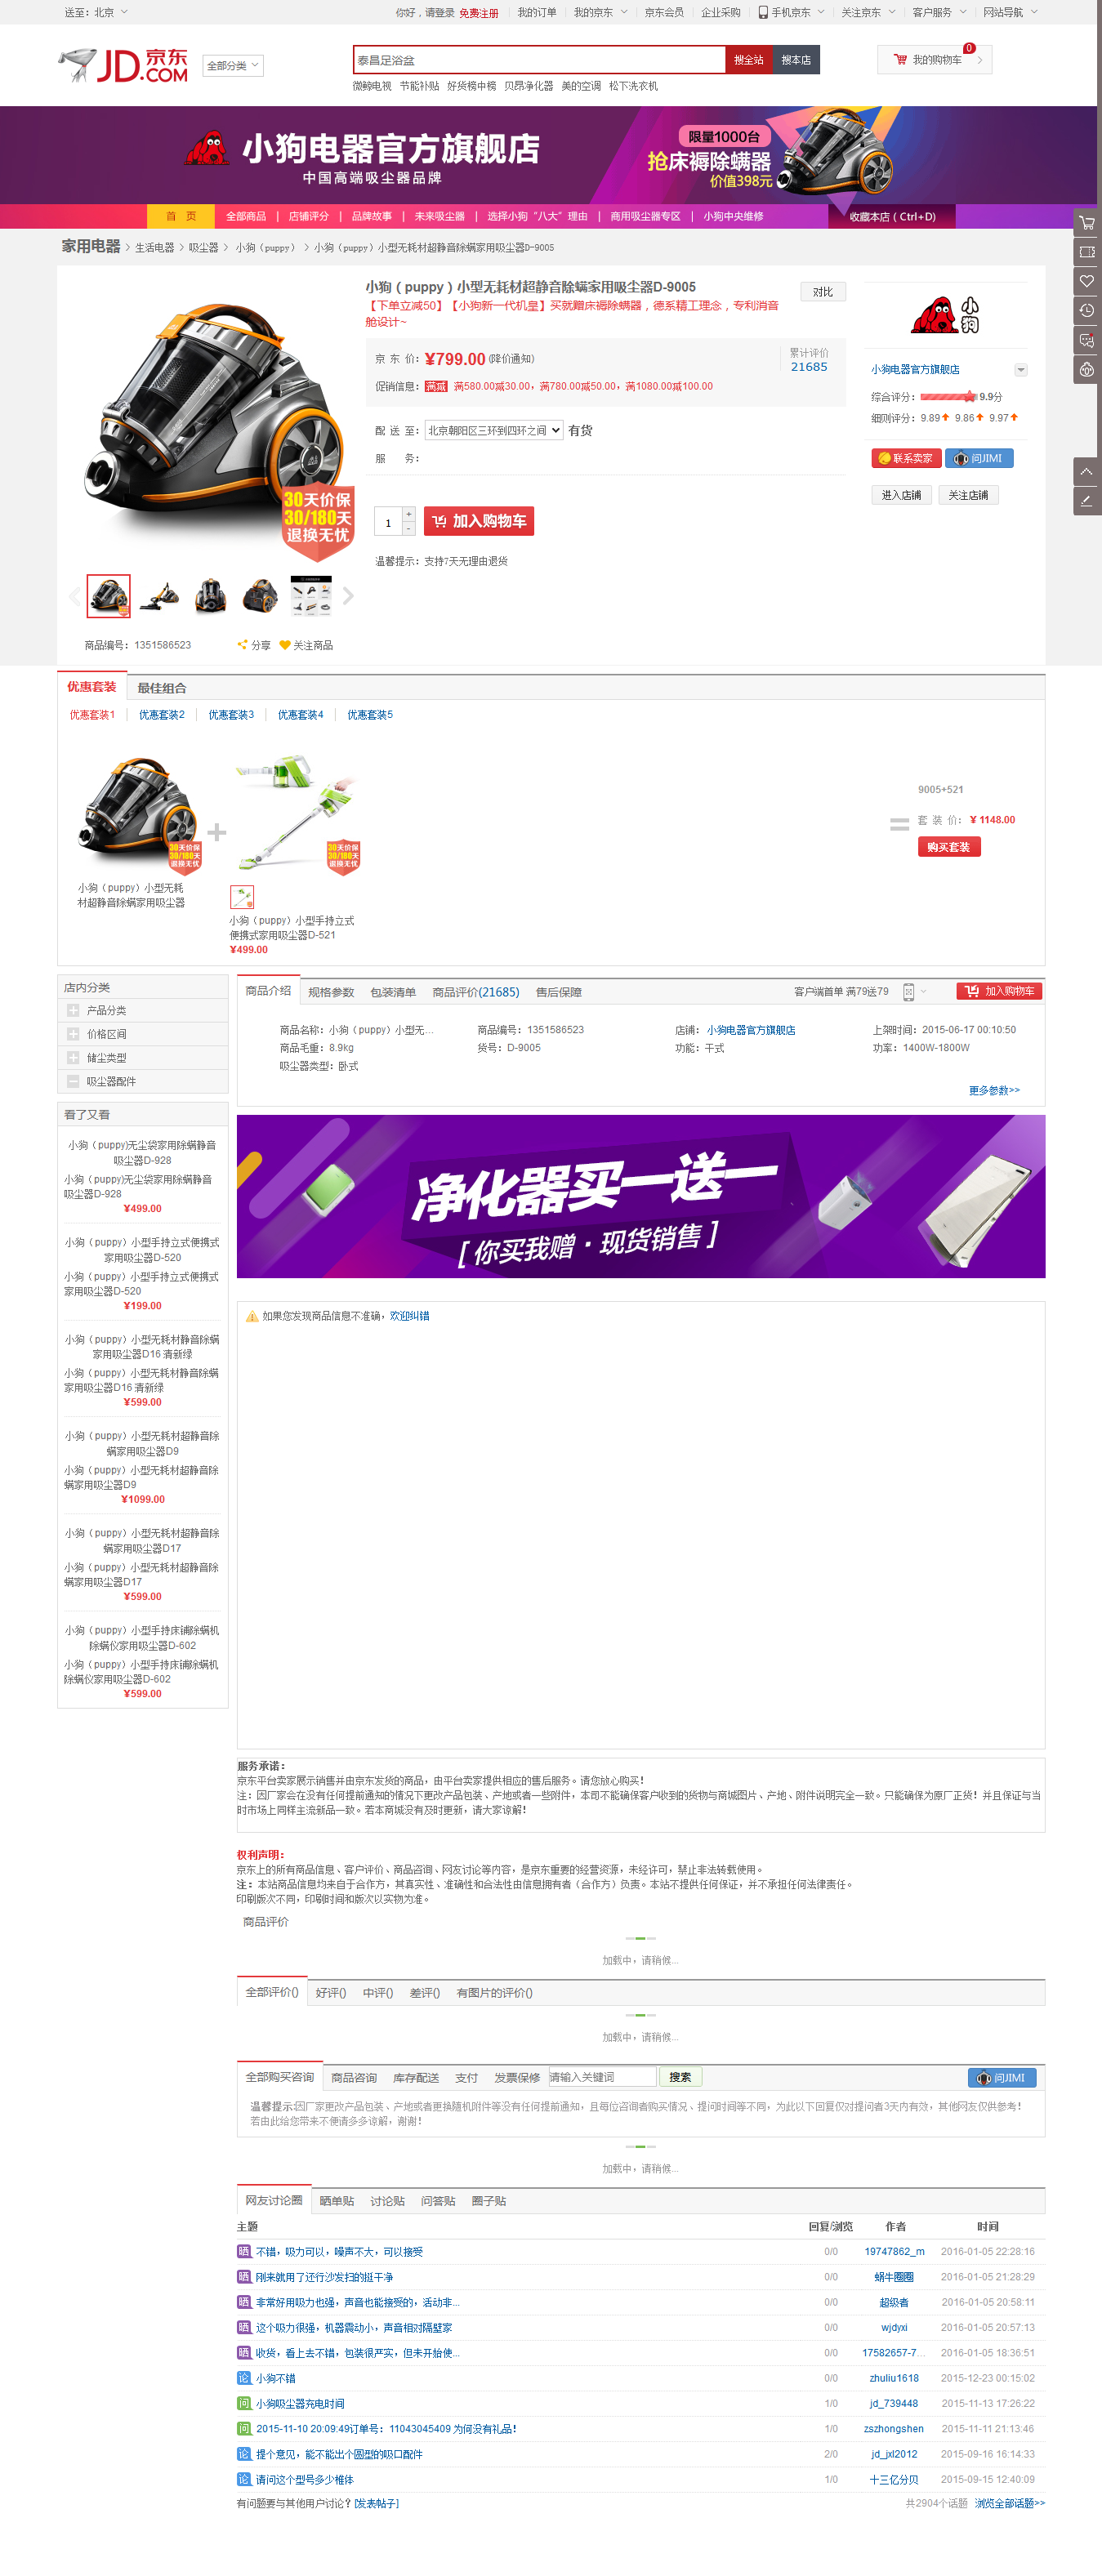 送至：北京
你好，请登录 免费注册 我的订单 我的京东 京东会员 企业采购 手机京东 关注京东 客户服务 网站导航
JD 京东 .COM
全部分类
泰昌足浴盆 搜全站 搜本店
0
我的购物车
微鲸电视 节能补贴 好货榜中榜 贝昂净化器 美的空调 松下洗衣机
小狗电器官方旗舰店
中国高端吸尘器品牌
限量1000台
抢床褥除螨器
价值398元
首 页 全部商品 | 店铺评分 | 品牌故事 | 未来吸尘器 | 选择小狗“八大”理由 | 商用吸尘器专区 | 小狗中央维修 收藏本店（Ctrl+D)
家用电器 > 生活电器 > 吸尘器 > 小狗（puppy） > 小狗（puppy）小型无耗材超静音除螨家用吸尘器D-9005
小狗（puppy）小型无耗材超静音除螨家用吸尘器D-9005
对比
【下单立减50】【小狗新一代机皇】买就赠床褥除螨器，德系精工理念，专利消音
舱设计~
京 东 价：¥799.00 (降价通知)
累计评价
21685
促销信息：满减 满580.00减30.00，满780.00减50.00，满1080.00减100.00
配 送 至：北京朝阳区三环到四环之间 有货
服 务：
1 + - 加入购物车
温馨提示：支持7天无理由退货
30天价保
30/180天
退换无忧
商品编号：1351586523 分享 关注商品
小狗
小狗电器官方旗舰店
综合评分： 9.9分
细则评分：9.89 9.86 9.97
联系卖家 问JIMI
进入店铺 关注店铺
优惠套装 最佳组合
优惠套装1 优惠套装2 优惠套装3 优惠套装4 优惠套装5
30天价保
30/180天
退换无忧
小狗（puppy）小型无耗
材超静音除螨家用吸尘器
30天价保
30/180天
退换无忧
小狗（puppy）小型手持立式
便携式家用吸尘器D-521
¥499.00
9005+521
套 装 价：¥ 1148.00
购买套装
店内分类
产品分类
价格区间
储尘类型
吸尘器配件
看了又看
小狗（puppy)无尘袋家用除螨静音
吸尘器D-928
小狗（puppy)无尘袋家用除螨静音
吸尘器D-928
¥499.00
小狗（puppy）小型手持立式便携式
家用吸尘器D-520
小狗（puppy）小型手持立式便携式
家用吸尘器D-520
¥199.00
小狗（puppy）小型无耗材静音除螨
家用吸尘器D16 清新绿
小狗（puppy）小型无耗材静音除螨
家用吸尘器D16 清新绿
¥599.00
小狗（puppy）小型无耗材超静音除
螨家用吸尘器D9
小狗（puppy）小型无耗材超静音除
螨家用吸尘器D9
¥1099.00
小狗（puppy）小型无耗材超静音除
螨家用吸尘器D17
小狗（puppy）小型无耗材超静音除
螨家用吸尘器D17
¥599.00
小狗（puppy）小型手持床铺除螨机
除螨仪家用吸尘器D-602
小狗（puppy）小型手持床铺除螨机
除螨仪家用吸尘器D-602
¥599.00
商品介绍 规格参数 包装清单 商品评价(21685) 售后保障 客户端首单 满79送79 加入购物车
商品名称：小狗（puppy）小型无... 商品编号：1351586523 店铺： 小狗电器官方旗舰店 上架时间：2015-06-17 00:10:50
商品毛重：8.9kg 货号：D-9005 功能：干式 功率：1400W-1800W
吸尘器类型：卧式
更多参数>>
净化器买一送一
[ 你买我赠 · 现货销售 ]
如果您发现商品信息不准确，欢迎纠错
服务承诺：
京东平台卖家展示销售并由京东发货的商品，由平台卖家提供相应的售后服务。请您放心购买！
注：因厂家会在没有任何提前通知的情况下更改产品包装、产地或者一些附件，本司不能确保客户收到的货物与商城图片、产地、附件说明完全一致。只能确保为原厂正货！并且保证与当
时市场上同样主流新品一致。若本商城没有及时更新，请大家谅解！
权利声明：
京东上的所有商品信息、客户评价、商品咨询、网友讨论等内容，是京东重要的经营资源，未经许可，禁止非法转载使用。
注：本站商品信息均来自于合作方，其真实性、准确性和合法性由信息拥有者（合作方）负责。本站不提供任何保证，并不承担任何法律责任。
印刷版次不同，印刷时间和版次以实物为准。
商品评价
加载中，请稍候...
全部评价() 好评() 中评() 差评() 有图片的评价()
加载中，请稍候...
全部购买咨询 商品咨询 库存配送 支付 发票保修 请输入关键词 搜索 问JIMI
温馨提示:因厂家更改产品包装、产地或者更换随机附件等没有任何提前通知，且每位咨询者购买情况、提问时间等不同，为此以下回复仅对提问者3天内有效，其他网友仅供参考！
若由此给您带来不便请多多谅解，谢谢！
加载中，请稍候...
网友讨论圈 晒单贴 讨论贴 问答贴 圈子贴
主题 回复/浏览 作者 时间
晒 不错，吸力可以，噪声不大，可以接受 0/0 19747862_m 2016-01-05 22:28:16
晒 刚来就用了还行沙发扫的挺干净 0/0 蜗牛圈圈 2016-01-05 21:28:29
晒 非常好用吸力也强，声音也能接受的，活动非... 0/0 超级者 2016-01-05 20:58:11
晒 这个吸力很强，机器震动小，声音相对隔壁家 0/0 wjdyxi 2016-01-05 20:57:13
晒 收货，看上去不错，包装很严实，但未开始使... 0/0 17582657-7... 2016-01-05 18:36:51
论 小狗不错 0/0 zhuliu1618 2015-12-23 00:15:02
问 小狗吸尘器充电时间 1/0 jd_739448 2015-11-13 17:26:22
问 2015-11-10 20:09:49订单号：11043045409 为何没有礼品！ 1/0 zszhongshen 2015-11-11 21:13:46
论 提个意见，能不能出个圆型的吸口配件 2/0 jd_jxl2012 2015-09-16 16:14:33
论 请问这个型号多少椎体 1/0 十三亿分贝 2015-09-15 12:40:09
有问题要与其他用户讨论？[发表帖子] 共2904个话题 浏览全部话题>>